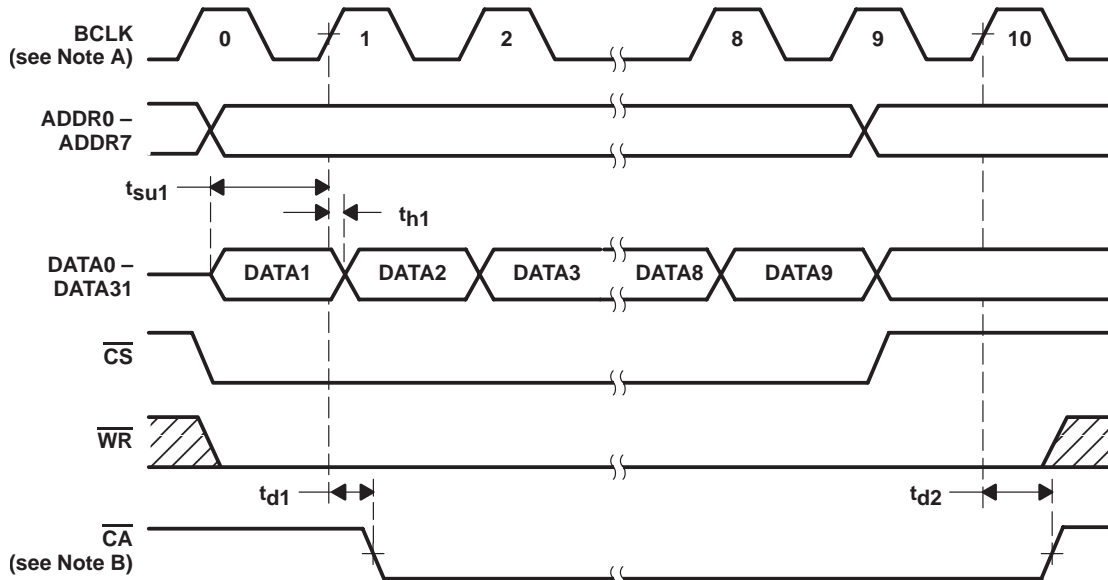 BCLK
(see Note A)
0 1 2 8 9 10
ADDR0 –
ADDR7
tsu1
th1
DATA0 –
DATA31
DATA1 DATA2 DATA3 DATA8 DATA9
CS
WR
td1 td2
CA
(see Note B)